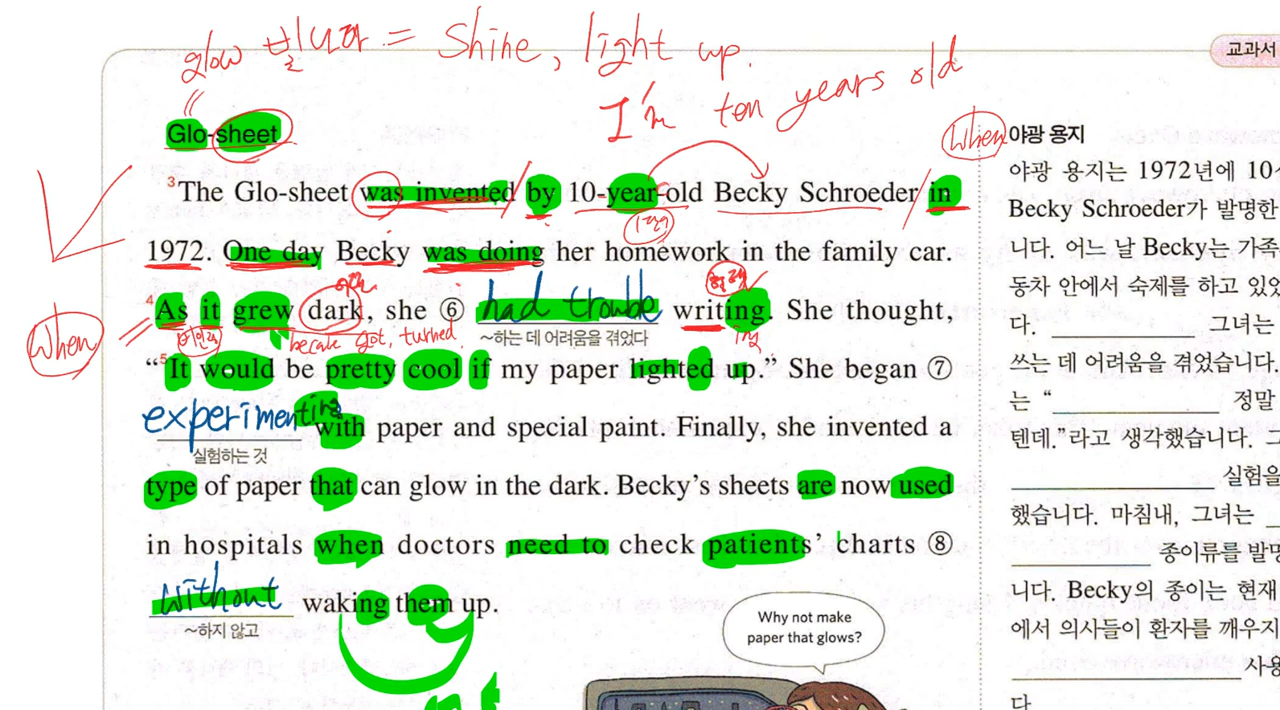 glow 빛나다 = Shine, light up.
I'm ten years old
교과서
Glo-sheet
When
야광 용지
³The Glo-sheet was invented by 10-year-old Becky Schroeder in
1972. One day Becky was doing her homework in the family car.
⁴As it grew dark, she ⑥ had trouble writing. She thought,
When
became got, turned
ing
~하는 데 어려움을 겪었다
“⁵It would be pretty cool if my paper lighted up.” She began ⑦
experimenting with paper and special paint. Finally, she invented a
실험하는 것
type of paper that can glow in the dark. Becky’s sheets are now used
in hospitals when doctors need to check patients’ charts ⑧
without waking them up.
~하지 않고
Why not make
paper that glows?
야광 용지는 1972년에 10
Becky Schroeder가 발명한
니다. 어느 날 Becky는 가족
동차 안에서 숙제를 하고 있었
다. 그녀는
쓰는 데 어려움을 겪었습니다.
는 “ 정말
텐데.”라고 생각했습니다. 그
실험을
했습니다. 마침내, 그녀는
종이류를 발명
니다. Becky의 종이는 현재
에서 의사들이 환자를 깨우지
사용
다